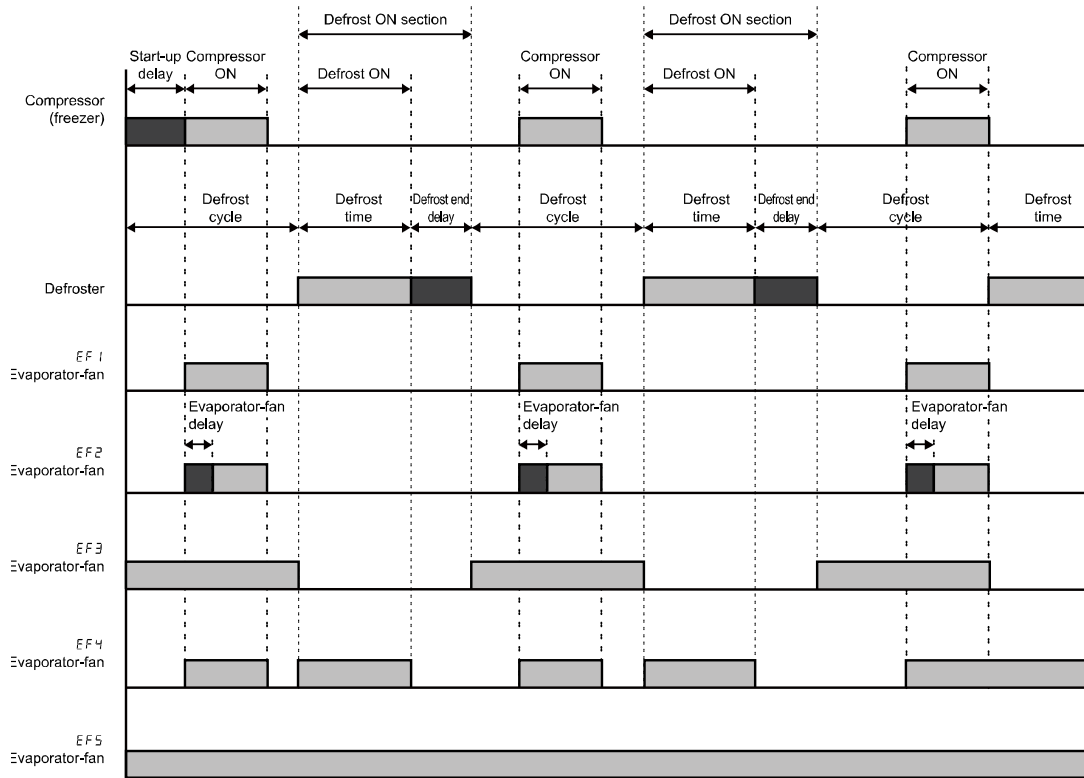 Defrost ON section
Defrost ON section
Start-up
delay
Compressor
ON
Defrost ON
Compressor
ON
Defrost ON
Compressor
ON
Compressor
(freezer)
Defrost
cycle
Defrost
time
Defrost end
delay
Defrost
cycle
Defrost
time
Defrost end
delay
Defrost
cycle
Defrost
time
Defroster
EF1
Evaporator-fan
Evaporator-fan
delay
Evaporator-fan
delay
Evaporator-fan
delay
EF2
Evaporator-fan
EF3
Evaporator-fan
EF4
Evaporator-fan
EF5
Evaporator-fan